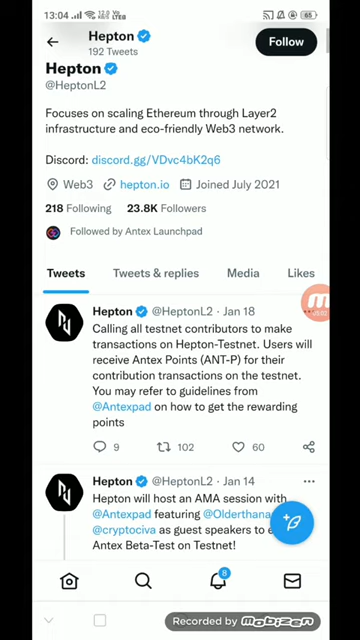 13:04
65
Hepton
192 Tweets
Follow
Hepton
@HeptonL2
Focuses on scaling Ethereum through Layer2
infrastructure and eco-friendly Web3 network.
Discord: discord.gg/VDvc4bK2q6
Web3 hepton.io Joined July 2021
218 Following 23.8K Followers
Followed by Antex Launchpad
Tweets Tweets & replies Media Likes
Hepton @HeptonL2 · Jan 18
Calling all testnet contributors to make
transactions on Hepton-Testnet. Users will
receive Antex Points (ANT-P) for their
contribution transactions on the testnet.
You may refer to guidelines from
@Antexpad on how to get the rewarding
points
9 102 60
Hepton @HeptonL2 · Jan 14
Hepton will host an AMA session with
@Antexpad featuring @Olderthana
@cryptociva as guest speakers to e
Antex Beta-Test on Testnet!
8
Recorded by MOBIZEN